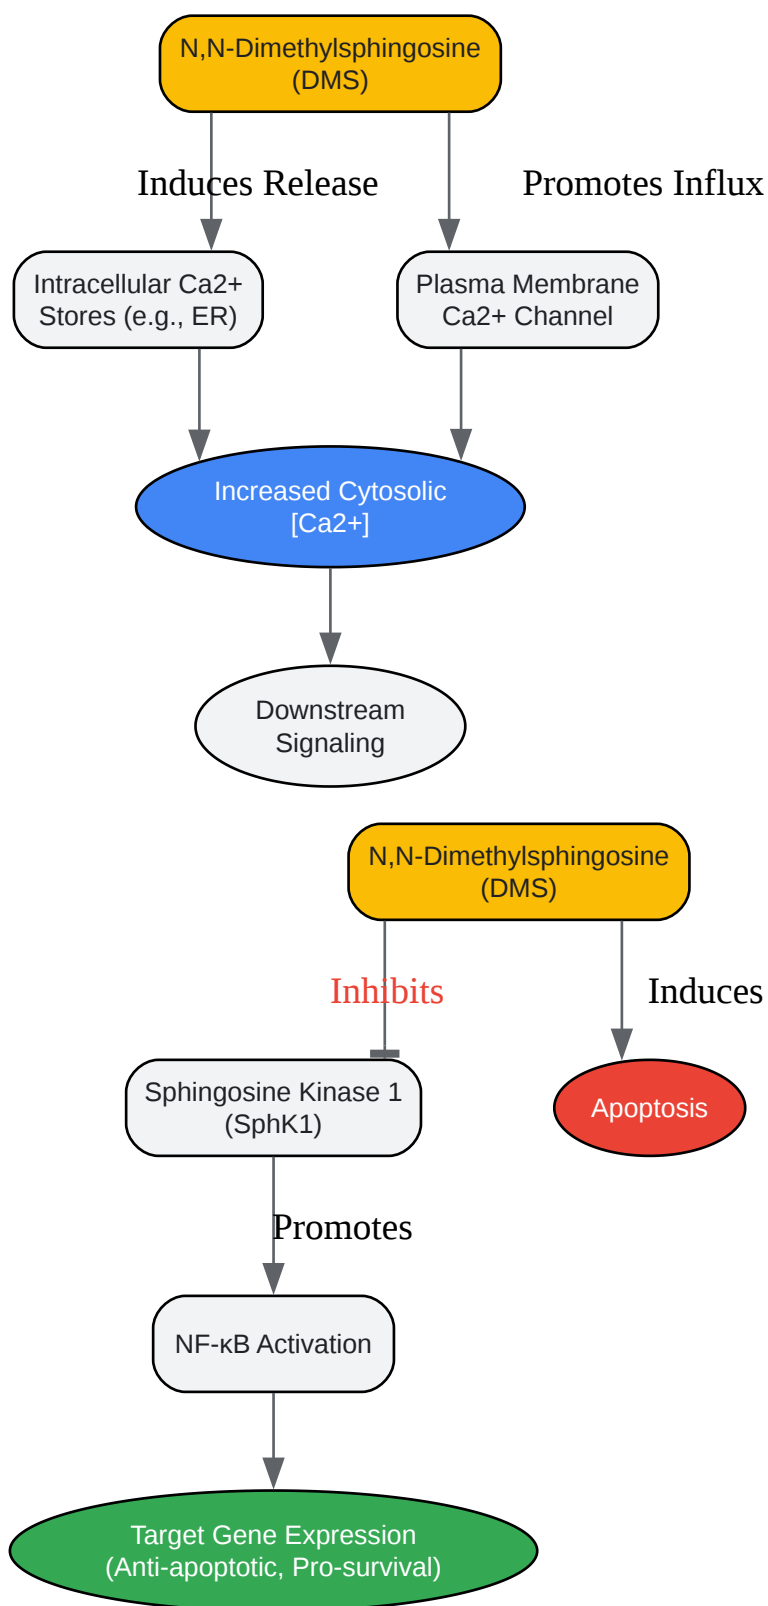 N,N-Dimethylsphingosine
(DMS)
Induces Release
Promotes Influx
Intracellular Ca2+
Stores (e.g., ER)
Plasma Membrane
Ca2+ Channel
Increased Cytosolic
[Ca2+]
Downstream
Signaling
N,N-Dimethylsphingosine
(DMS)
Inhibits
Induces
Sphingosine Kinase 1
(SphK1)
Apoptosis
Promotes
NF-κB Activation
Target Gene Expression
(Anti-apoptotic, Pro-survival)